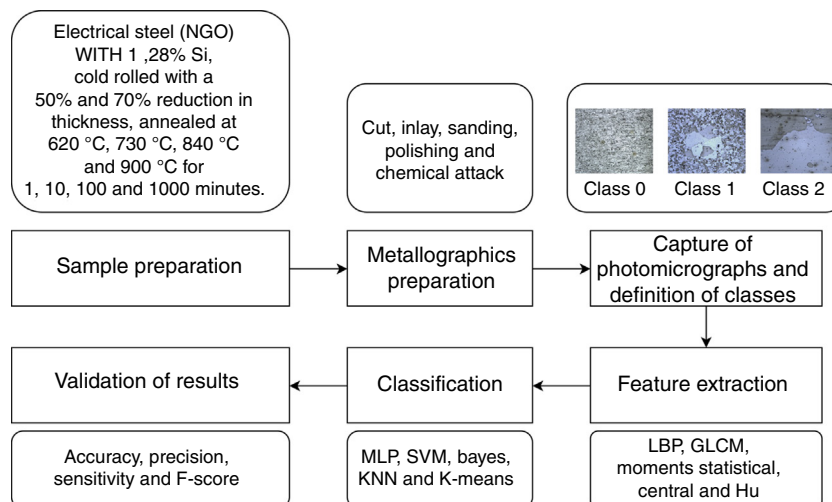 Electrical steel (NGO)
WITH 1 ,28% Si,
cold rolled with a
50% and 70% reduction in
thickness, annealed at
620 °C, 730 °C, 840 °C
and 900 °C for
1, 10, 100 and 1000 minutes.
Cut, inlay, sanding,
polishing and
chemical attack
Class 0
Class 1
Class 2
Sample preparation
Metallographics
preparation
Capture of
photomicrographs and
definition of classes
Validation of results
Classification
Feature extraction
Accuracy, precision,
sensitivity and F-score
MLP, SVM, bayes,
KNN and K-means
LBP, GLCM,
moments statistical,
central and Hu